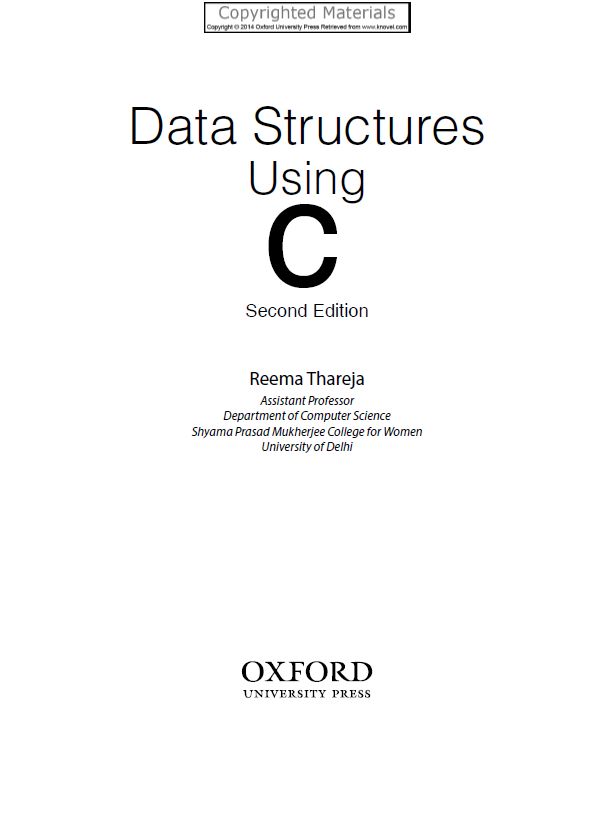 Copyrighted Materials
Copyright © 2014 Oxford University Press Retrieved from www.knovel.com
Data Structures
Using
C
Second Edition
Reema Thareja
Assistant Professor
Department of Computer Science
Shyama Prasad Mukherjee College for Women
University of Delhi
OXFORD
UNIVERSITY PRESS